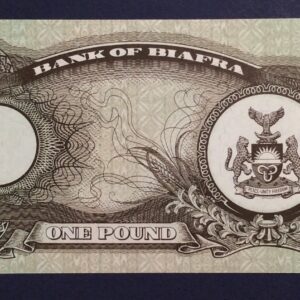 BANK OF BIAFRA
PEACE·UNITY·FREEDOM
ONE POUND